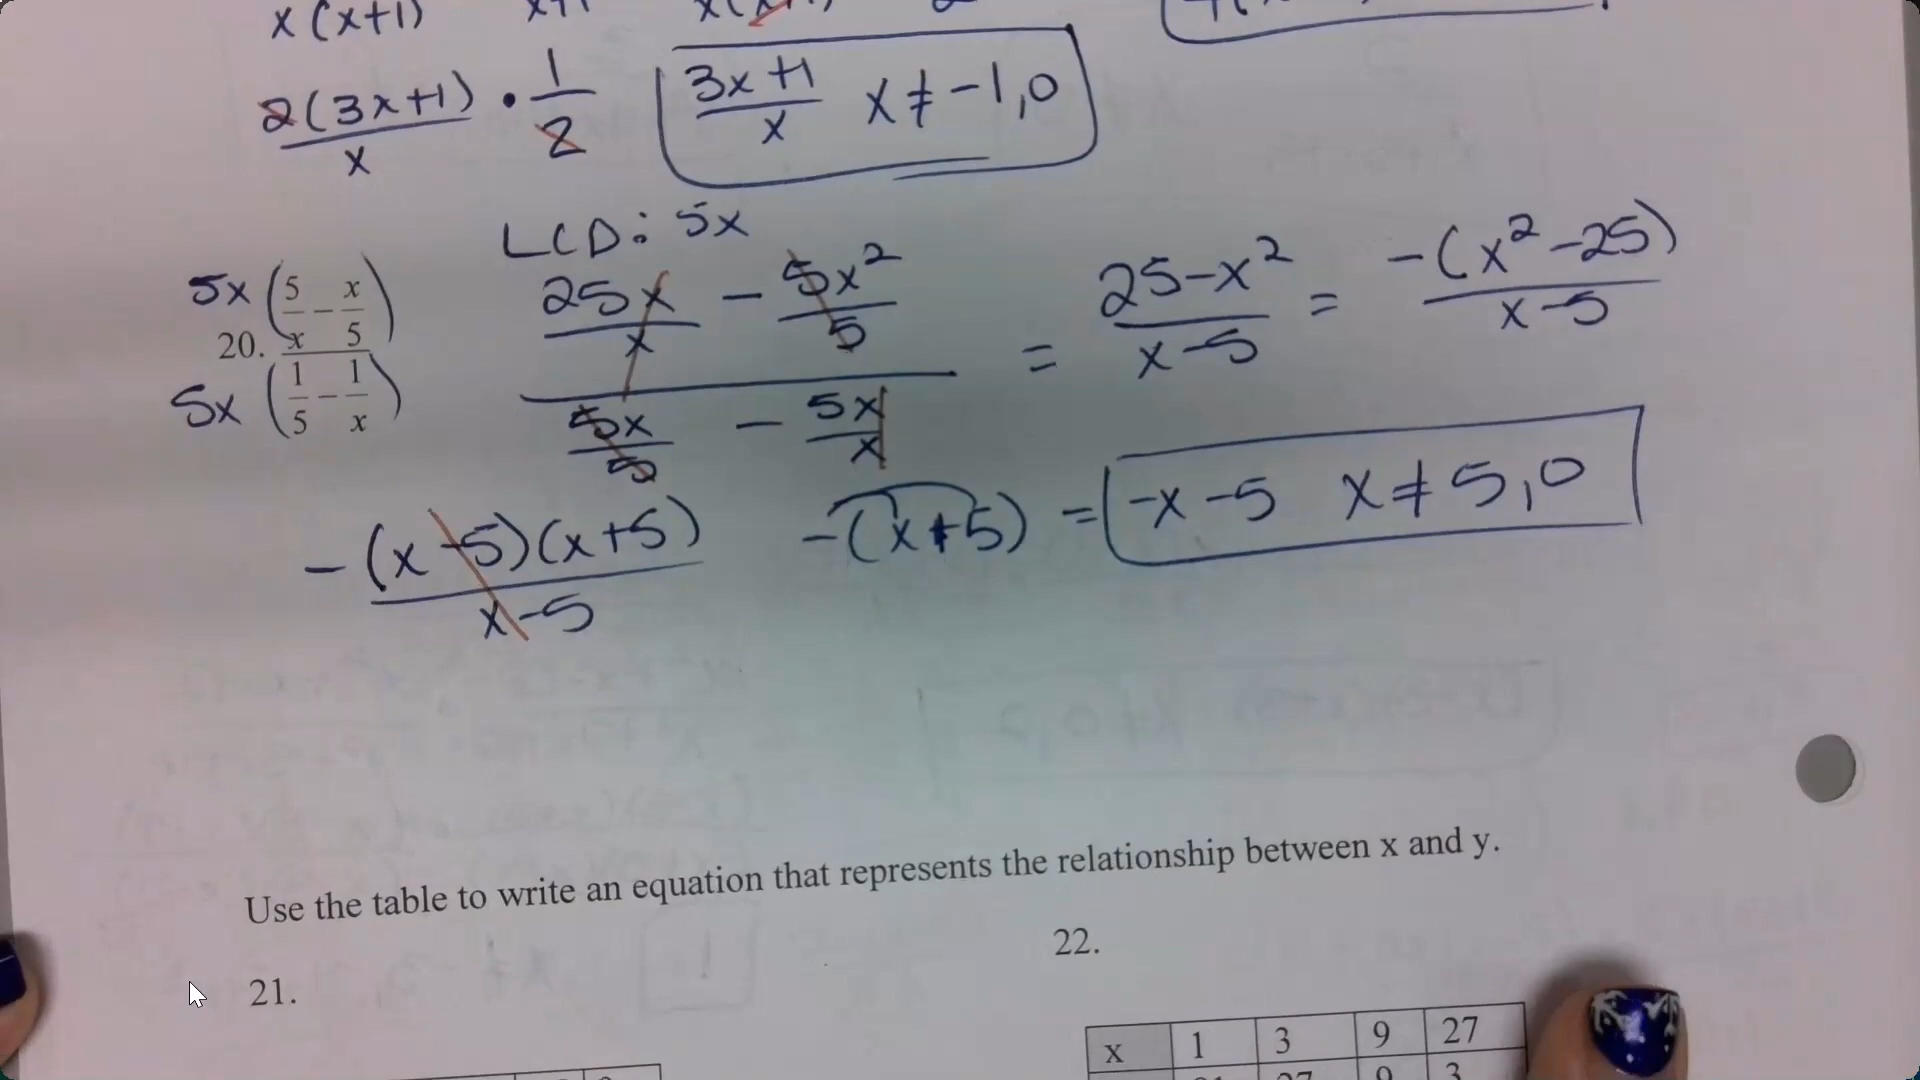 x(x+1)
2(3x+1)/x • 1/2   3x+1/x   x ≠ -1,0
LCD: 5x
20. 5x(5/x − x/5) / 5x(1/5 − 1/x)   25x/x − 5x²/5 / 5x/5 − 5x/x = 25-x²/x-5 = -(x²-25)/x-5
-(x-5)(x+5)/x-5   -(x+5) = -x-5   x ≠ 5,0
Use the table to write an equation that represents the relationship between x and y.
22.
21.
x 1 3 9 27
27 9 3